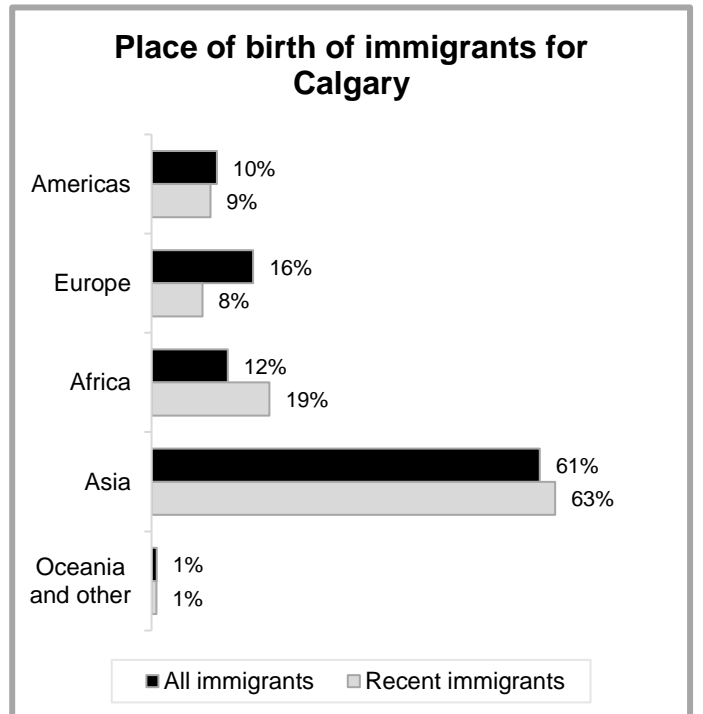 Place of birth of immigrants for
Calgary
Americas
10%
9%
Europe
16%
8%
Africa
12%
19%
Asia
61%
63%
Oceania
and other
1%
1%
All immigrants
Recent immigrants